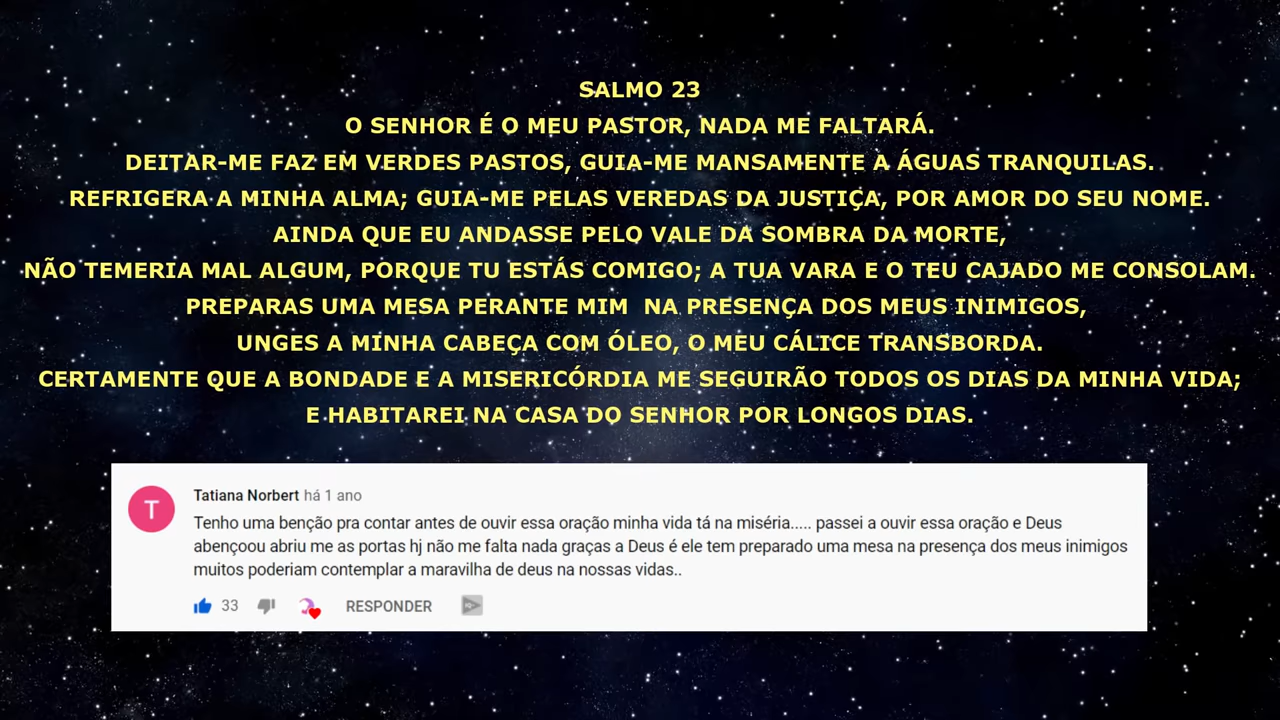 SALMO 23
O SENHOR É O MEU PASTOR, NADA ME FALTARÁ.
DEITAR-ME FAZ EM VERDES PASTOS, GUIA-ME MANSAMENTE A ÁGUAS TRANQUILAS.
REFRIGERA A MINHA ALMA; GUIA-ME PELAS VEREDAS DA JUSTIÇA, POR AMOR DO SEU NOME.
AINDA QUE EU ANDASSE PELO VALE DA SOMBRA DA MORTE,
NÃO TEMERIA MAL ALGUM, PORQUE TU ESTÁS COMIGO; A TUA VARA E O TEU CAJADO ME CONSOLAM.
PREPARAS UMA MESA PERANTE MIM  NA PRESENÇA DOS MEUS INIMIGOS,
UNGES A MINHA CABEÇA COM ÓLEO, O MEU CÁLICE TRANSBORDA.
CERTAMENTE QUE A BONDADE E A MISERICÓRDIA ME SEGUIRÃO TODOS OS DIAS DA MINHA VIDA;
E HABITAREI NA CASA DO SENHOR POR LONGOS DIAS.
T
Tatiana Norbert há 1 ano
Tenho uma benção pra contar antes de ouvir essa oração minha vida tá na miséria..... passei a ouvir essa oração e Deus
abençoou abriu me as portas hj não me falta nada graças a Deus é ele tem preparado uma mesa na presença dos meus inimigos
muitos poderiam contemplar a maravilha de deus na nossas vidas..
33 RESPONDER